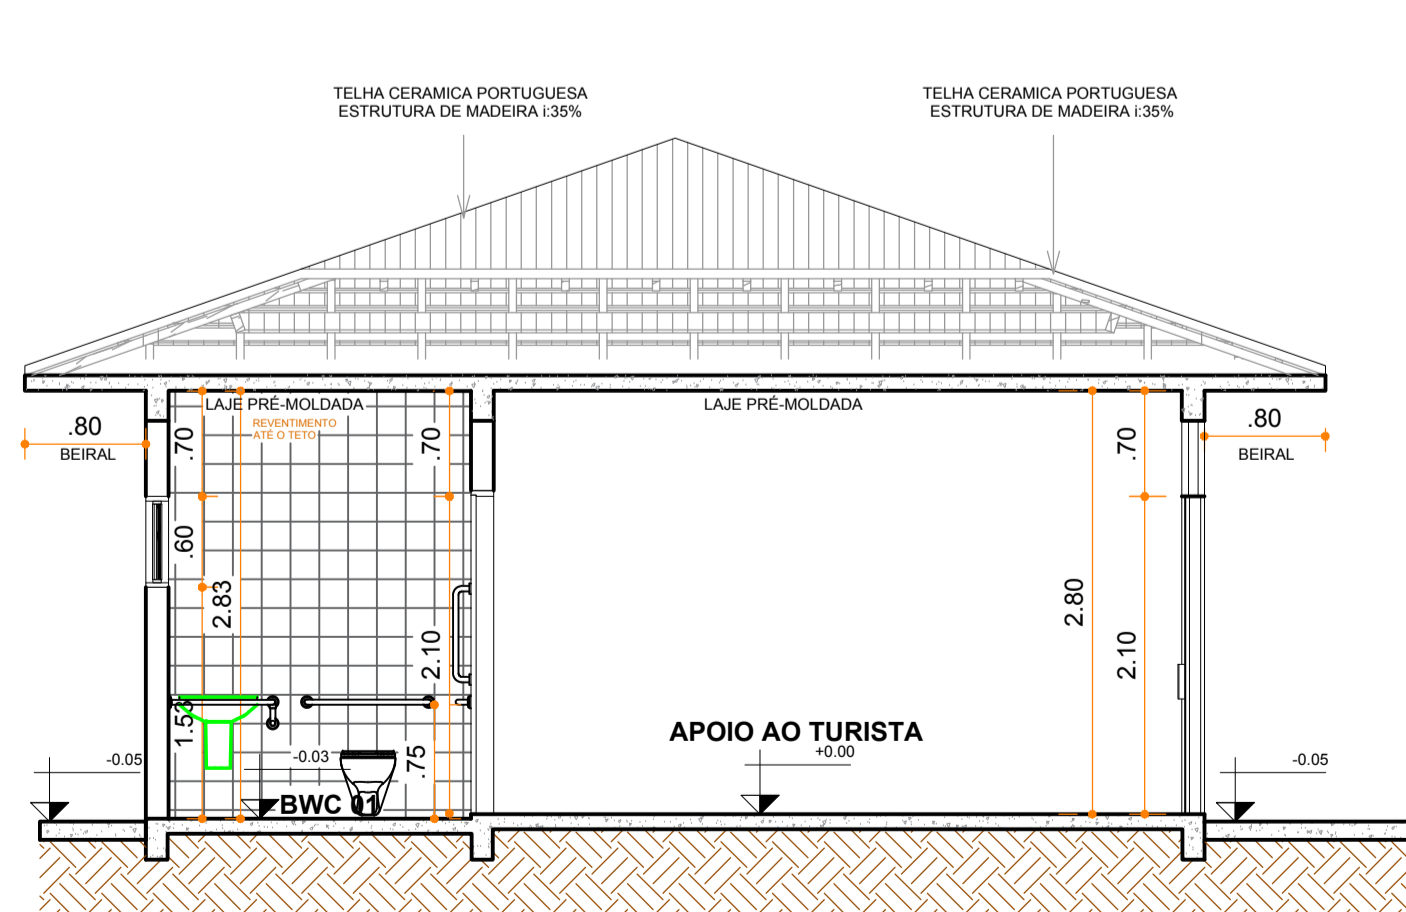 TELHA CERAMICA PORTUGUESA
ESTRUTURA DE MADEIRA i:35%
TELHA CERAMICA PORTUGUESA
ESTRUTURA DE MADEIRA i:35%
LAJE PRÉ-MOLDADA
LAJE PRÉ-MOLDADA
REVENTIMENTO
ATÉ O TETO
.80
BEIRAL
.70
.70
.70
.80
BEIRAL
.60
2.83
2.80
2.10
2.10
1.53
.75
APOIO AO TURISTA
+0.00
-0.05
-0.03
-0.05
BWC 01